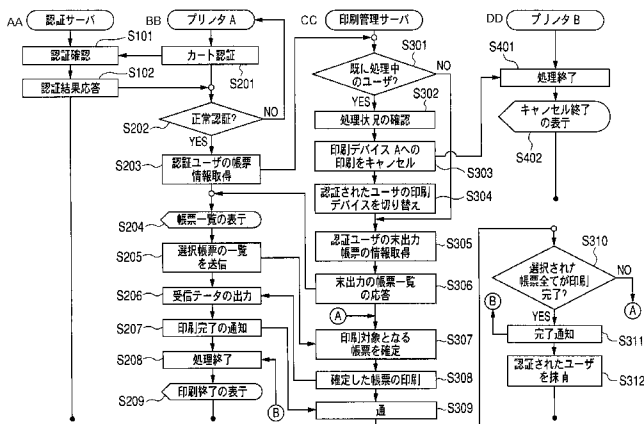 AA
認証サーバ
S101
認証確認
S102
認証結果応答
BB
プリンタA
カート認証
S201
正常認証?
NO
S202
YES
S203
認証ユーザの帳票
情報取得
S204
帳票一覧の表示
S205
選択帳票の一覧
を送信
S206
受信テータの出力
S207
印刷完了の通知
S208
処理終了
S209
印刷終了の表示
B
CC
印刷管理サーバ
S301
既に処理中
のユーザ?
NO
YES
S302
処理状況の確認
印刷デバイス Aへの
印刷をキャンセル
S303
認証されたユーサの印刷
デバイスを切り替え
S304
認証ユーザの末出力
帳票の情報取得
S305
末出力の帳票一覧
の応答
S306
A
印刷対象となる
帳票を確定
S307
確定した帳票の印刷
S308
通
S309
DD
プリンタB
S401
処理終了
キャンセル終了
の表示
S402
S310
選択された
帳票全てが印刷
完了?
NO
A
B
YES
完了通知
S311
認証されたユーザ
を抹
S312